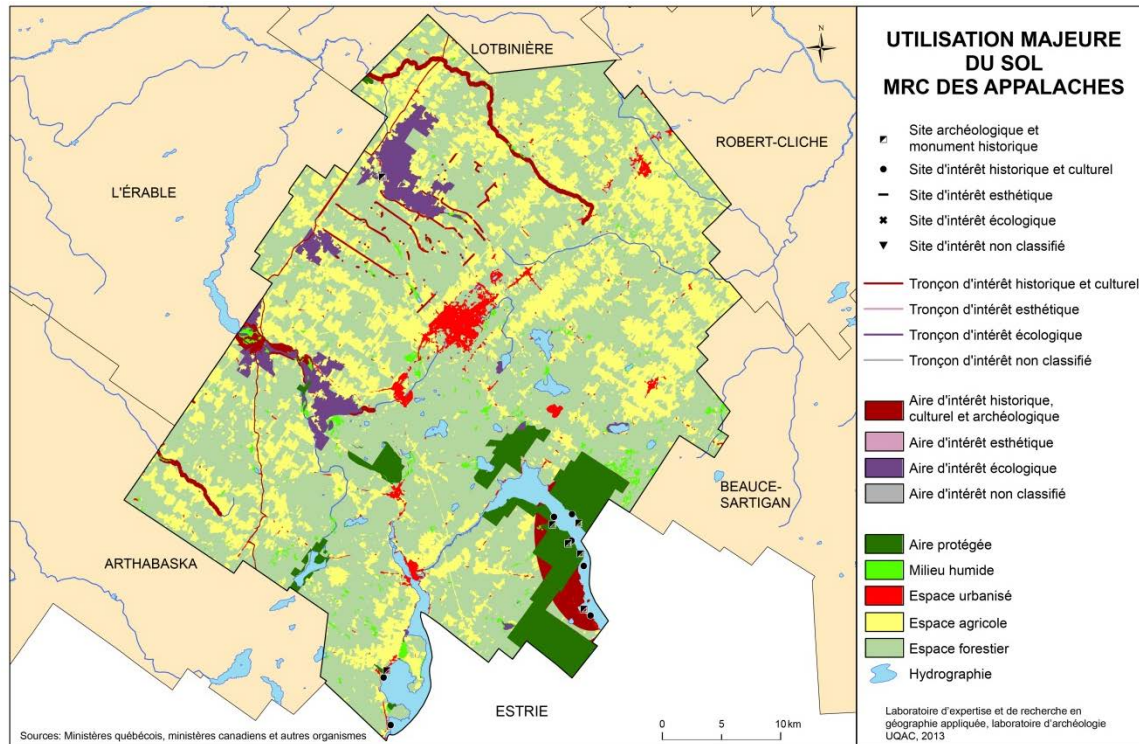 LOTBINIÈRE
N
ROBERT-CLICHE
L'ÉRABLE
BEAUCE-
SARTIGAN
ARTHABASKA
ESTRIE
0 5 10 km
Sources: Ministères québécois, ministères canadiens et autres organismes
UTILISATION MAJEURE
DU SOL
MRC DES APPALACHES
Site archéologique et
monument historique
Site d'intérêt historique et culturel
Site d'intérêt esthétique
Site d'intérêt écologique
Site d'intérêt non classifié
Tronçon d'intérêt historique et culturel
Tronçon d'intérêt esthétique
Tronçon d'intérêt écologique
Tronçon d'intérêt non classifié
Aire d'intérêt historique,
culturel et archéologique
Aire d'intérêt esthétique
Aire d'intérêt écologique
Aire d'intérêt non classifié
Aire protégée
Milieu humide
Espace urbanisé
Espace agricole
Espace forestier
Hydrographie
Laboratoire d'expertise et de recherche en
géographie appliquée, laboratoire d'archéologie
UQAC, 2013